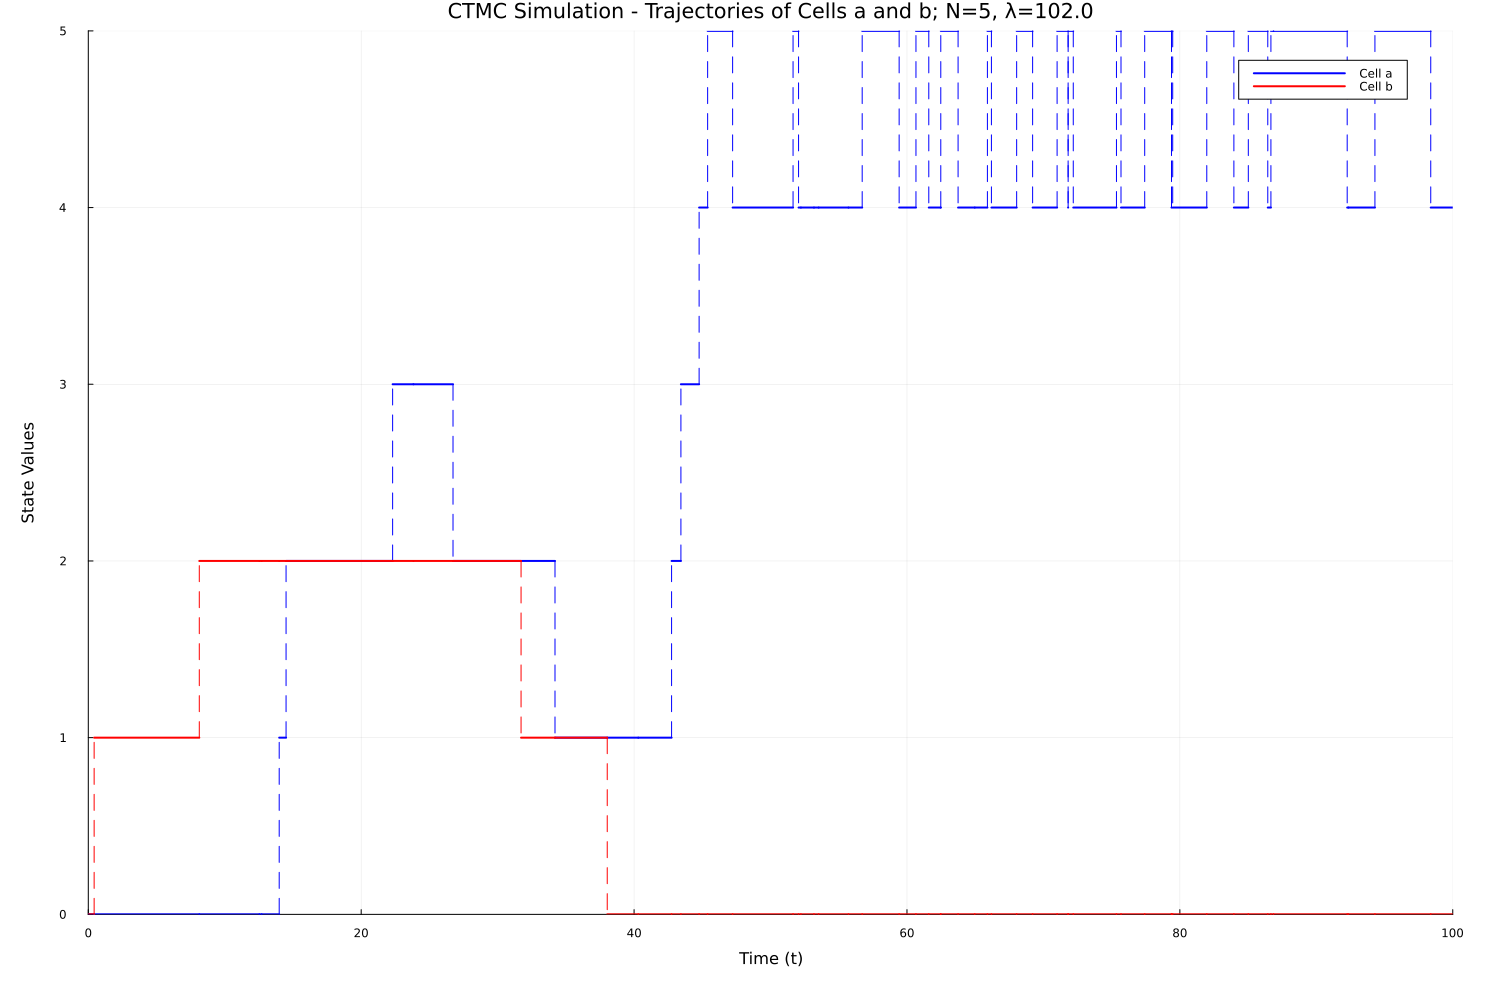 CTMC Simulation - Trajectories of Cells a and b; N=5, λ=102.0
5
Cell a
Cell b
4
3
State Values
2
1
0
0 20 40 60 80 100
Time (t)